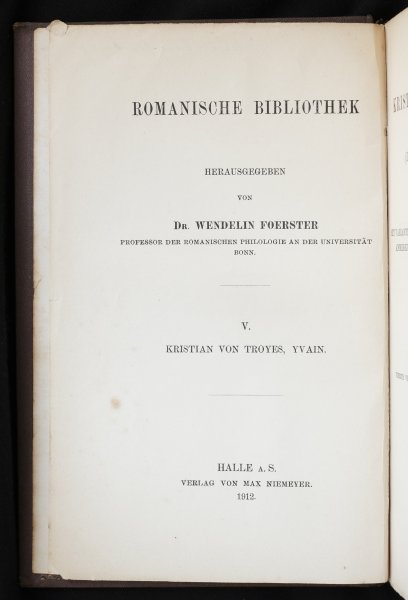 ROMANISCHE BIBLIOTHEK
HERAUSGEGEBEN
VON
DR. WENDELIN FOERSTER
PROFESSOR DER ROMANISCHEN PHILOLOGIE AN DER UNIVERSITÄT
BONN.
V.
KRISTIAN VON TROYES, YVAIN.
HALLE A. S.
VERLAG VON MAX NIEMEYER.
1912.